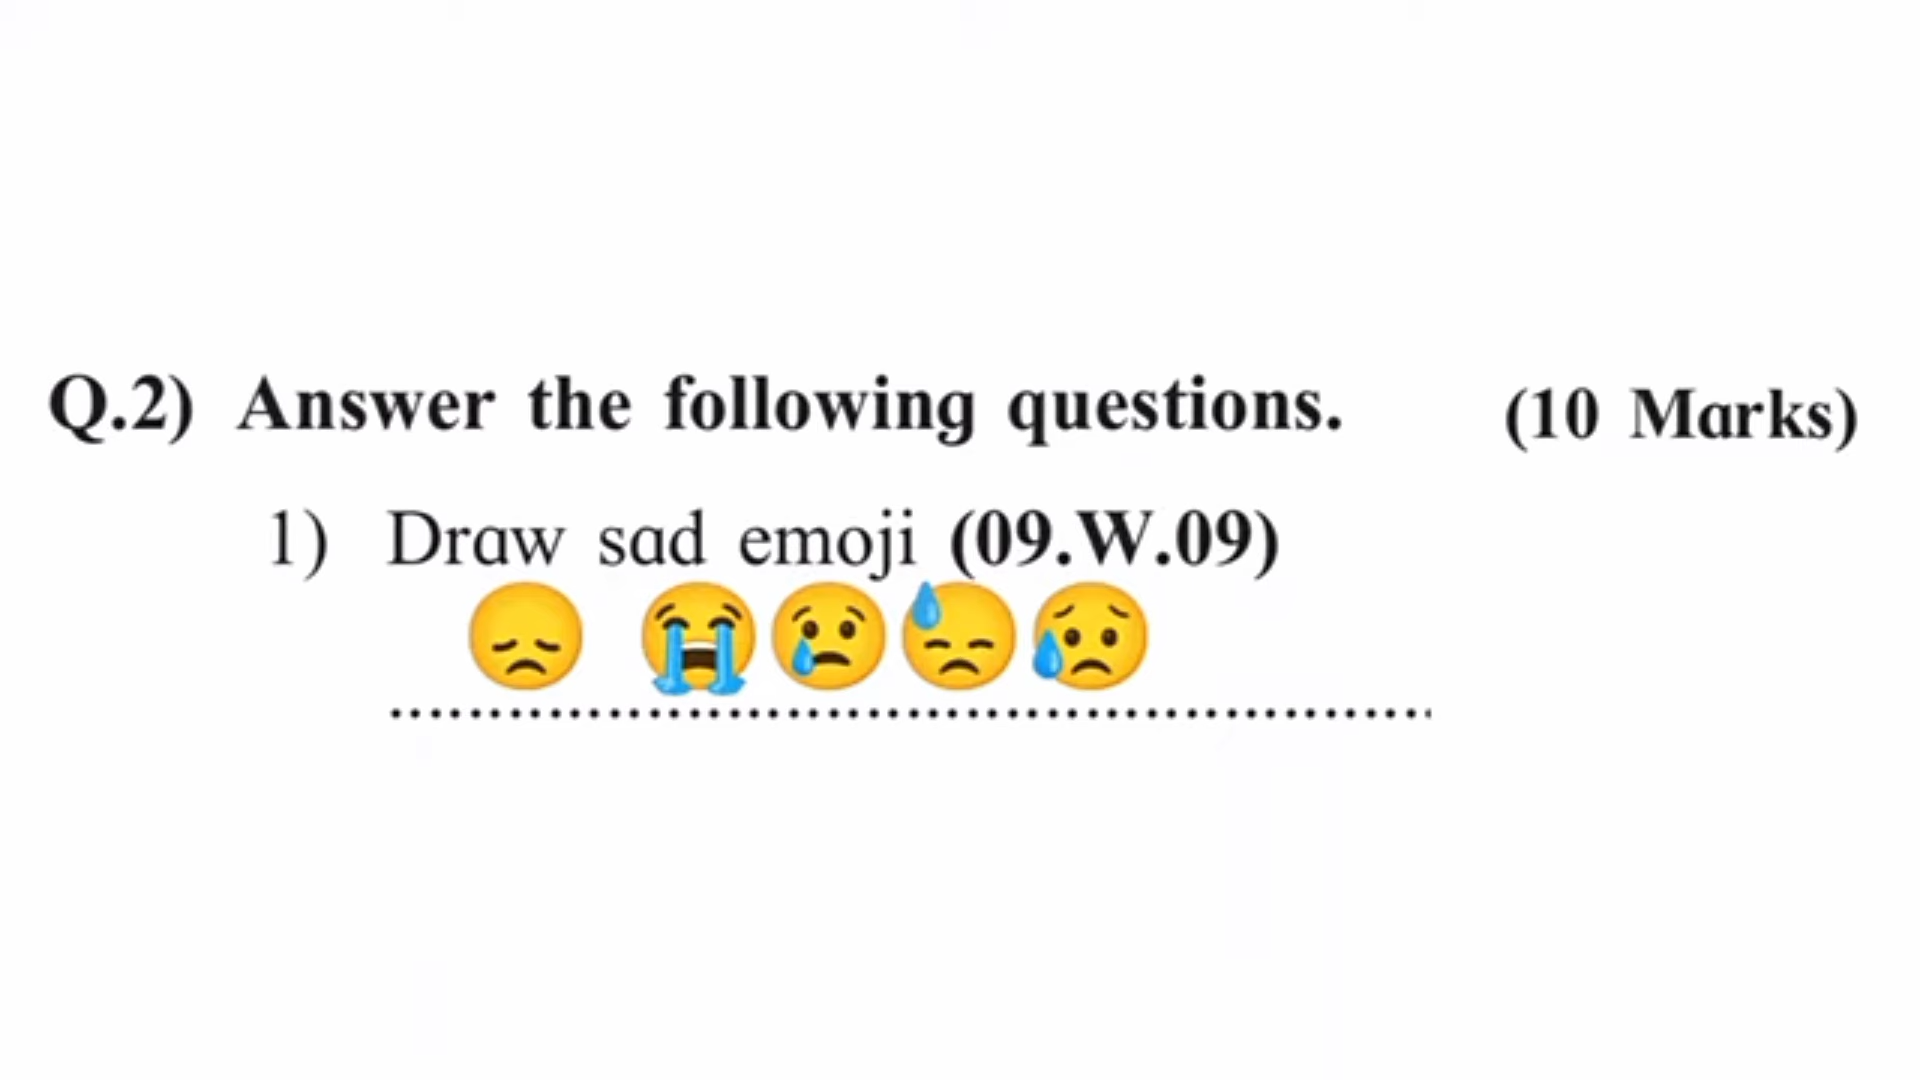 Q.2) Answer the following questions. (10 Marks)
1) Draw sad emoji (09.W.09)
😞 😭😢😓😥
........................................................